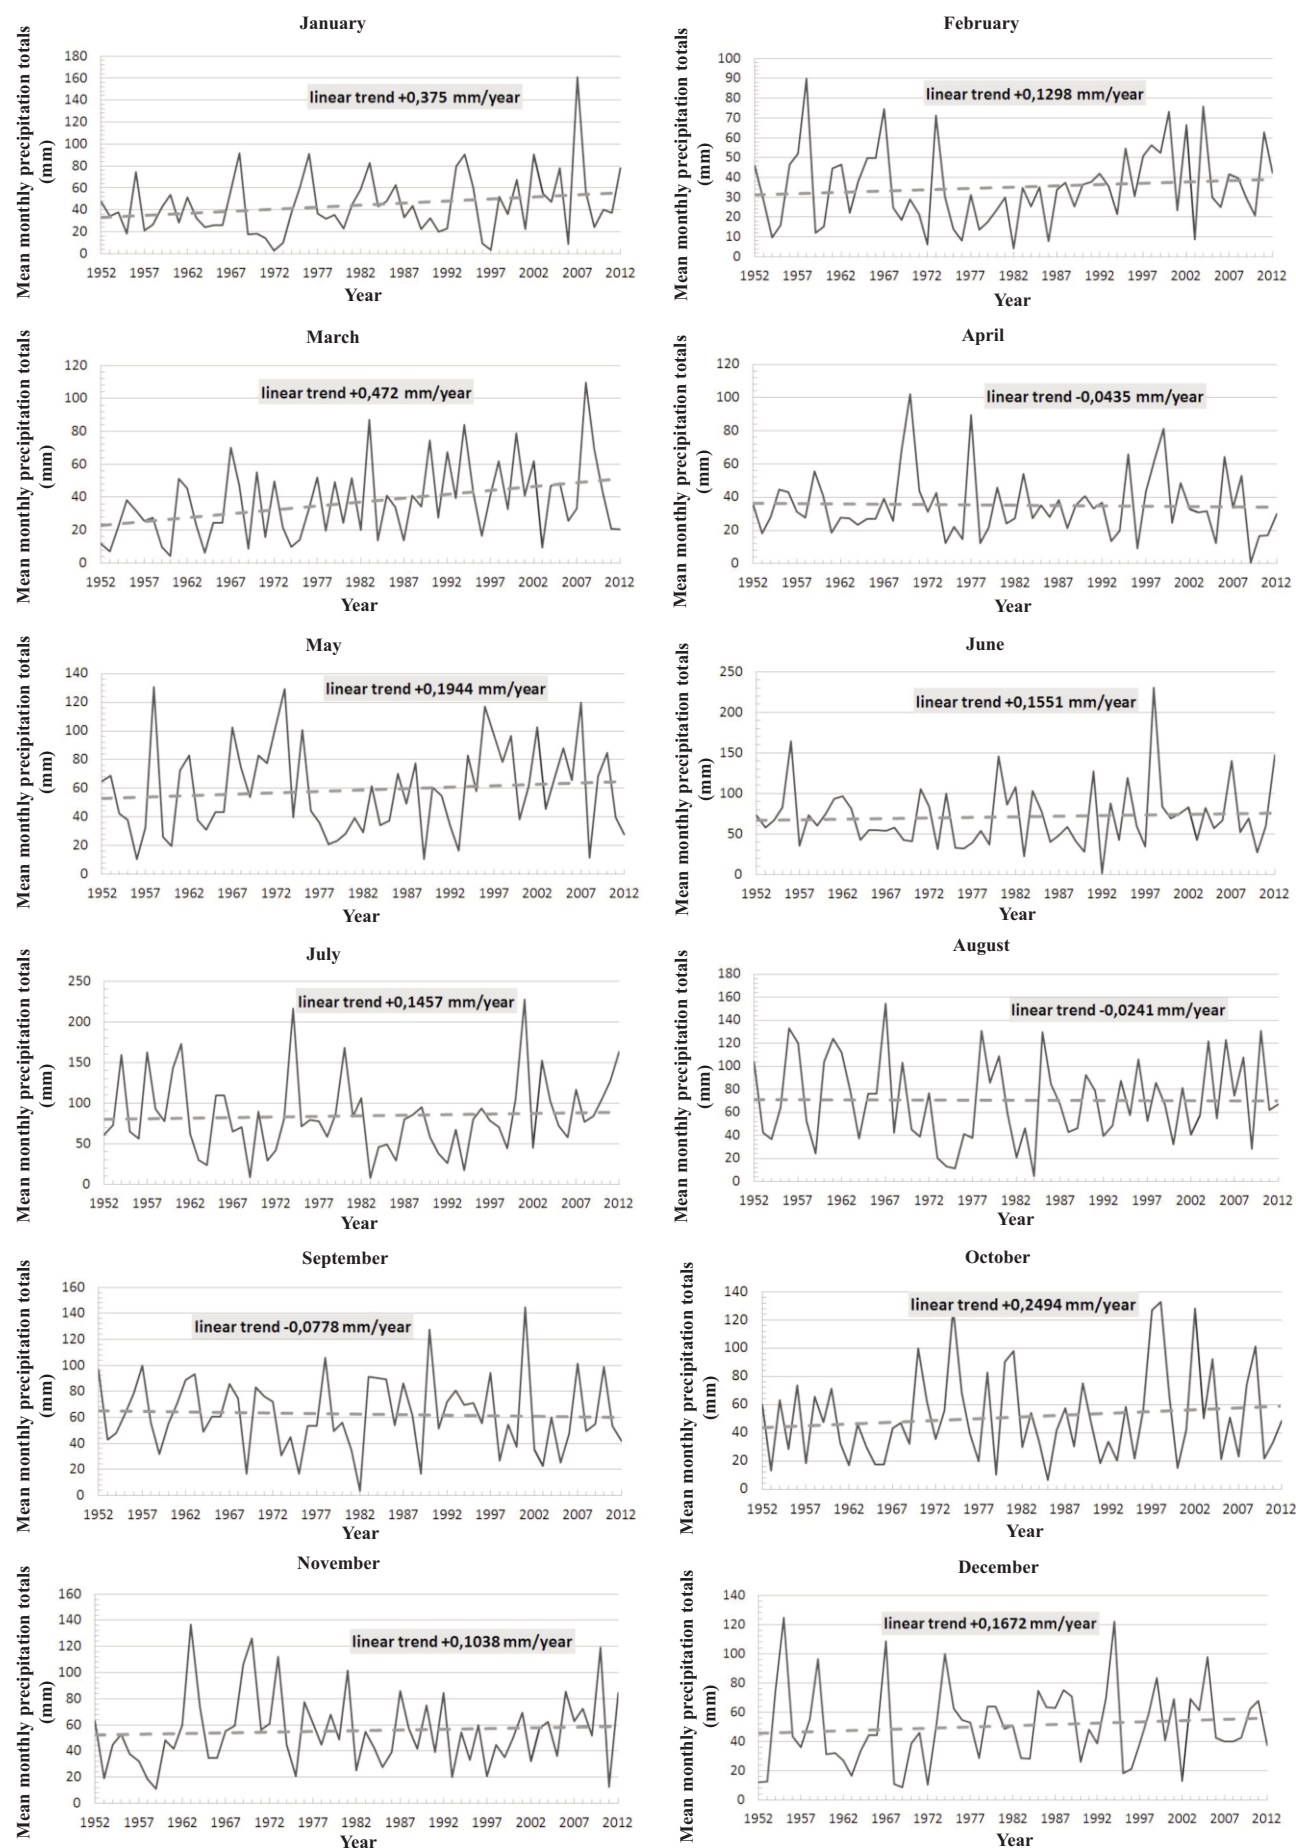 January
Mean monthly precipitation totals
(mm)
180
160
140
120
100
80
60
40
20
0
linear trend +0,375 mm/year
1952 1957 1962 1967 1972 1977 1982 1987 1992 1997 2002 2007 2012
Year
February
Mean monthly precipitation totals
(mm)
100
90
80
70
60
50
40
30
20
10
0
linear trend +0,1298 mm/year
1952 1957 1962 1967 1972 1977 1982 1987 1992 1997 2002 2007 2012
Year
March
Mean monthly precipitation totals
(mm)
120
100
80
60
40
20
0
linear trend +0,472 mm/year
1952 1957 1962 1967 1972 1977 1982 1987 1992 1997 2002 2007 2012
Year
April
Mean monthly precipitation totals
(mm)
120
100
80
60
40
20
0
linear trend -0,0435 mm/year
1952 1957 1962 1967 1972 1977 1982 1987 1992 1997 2002 2007 2012
Year
May
Mean monthly precipitation totals
(mm)
140
120
100
80
60
40
20
0
linear trend +0,1944 mm/year
1952 1957 1962 1967 1972 1977 1982 1987 1992 1997 2002 2007 2012
Year
June
Mean monthly precipitation totals
(mm)
250
200
150
100
50
0
linear trend +0,1551 mm/year
1952 1957 1962 1967 1972 1977 1982 1987 1992 1997 2002 2007 2012
Year
July
Mean monthly precipitation totals
(mm)
250
200
150
100
50
0
linear trend +0,1457 mm/year
1952 1957 1962 1967 1972 1977 1982 1987 1992 1997 2002 2007 2012
Year
August
Mean monthly precipitation totals
(mm)
180
160
140
120
100
80
60
40
20
0
linear trend -0,0241 mm/year
1952 1957 1962 1967 1972 1977 1982 1987 1992 1997 2002 2007 2012
Year
September
Mean monthly precipitation totals
(mm)
160
140
120
100
80
60
40
20
0
linear trend -0,0778 mm/year
1952 1957 1962 1967 1972 1977 1982 1987 1992 1997 2002 2007 2012
Year
October
Mean monthly precipitation totals
(mm)
140
120
100
80
60
40
20
0
linear trend +0,2494 mm/year
1952 1957 1962 1967 1972 1977 1982 1987 1992 1997 2002 2007 2012
Year
November
Mean monthly precipitation totals
(mm)
160
140
120
100
80
60
40
20
0
linear trend +0,1038 mm/year
1952 1957 1962 1967 1972 1977 1982 1987 1992 1997 2002 2007 2012
Year
December
Mean monthly precipitation totals
(mm)
140
120
100
80
60
40
20
0
linear trend +0,1672 mm/year
1952 1957 1962 1967 1972 1977 1982 1987 1992 1997 2002 2007 2012
Year